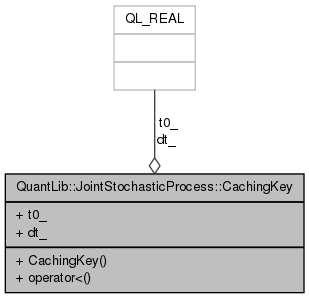 QL_REAL
t0_
dt_
QuantLib::JointStochasticProcess::CachingKey
+ t0_
+ dt_
+ CachingKey()
+ operator<()